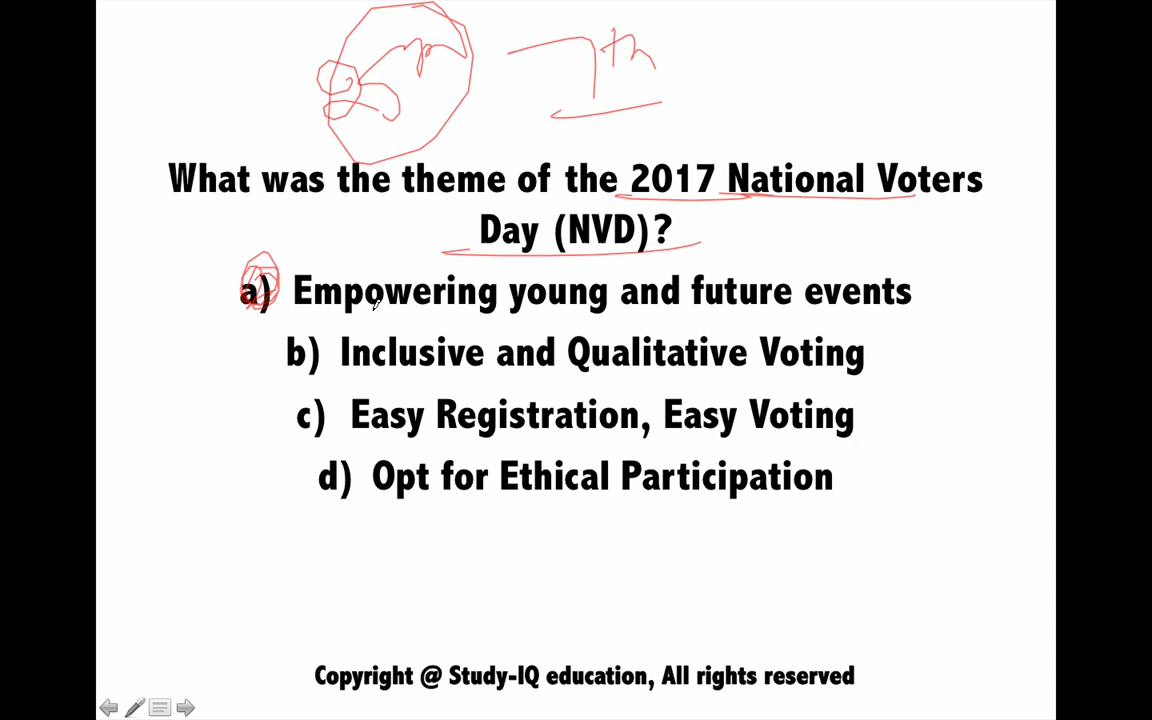 7th
What was the theme of the 2017 National Voters
Day (NVD)?
a) Empowering young and future events
b) Inclusive and Qualitative Voting
c) Easy Registration, Easy Voting
d) Opt for Ethical Participation
Copyright @ Study-IQ education, All rights reserved